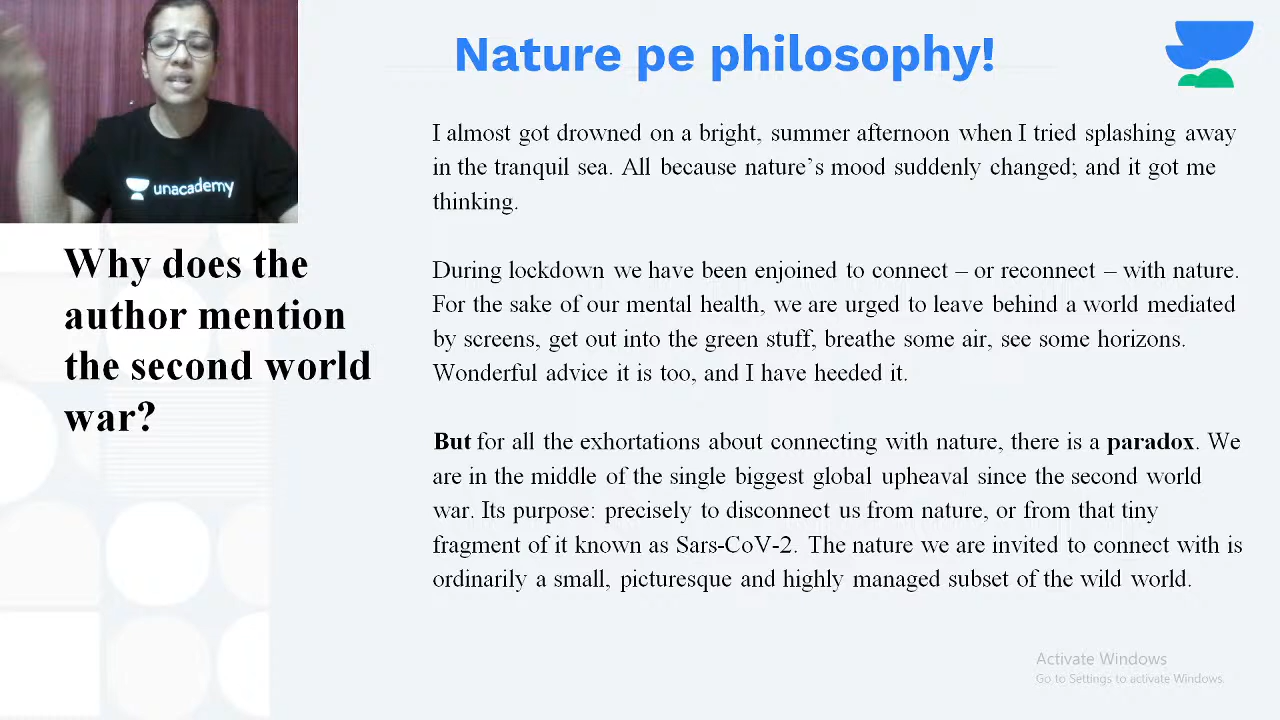 Nature pe philosophy!
unacademy
Why does the
author mention
the second world
war?
I almost got drowned on a bright, summer afternoon when I tried splashing away
in the tranquil sea. All because nature’s mood suddenly changed; and it got me
thinking.
During lockdown we have been enjoined to connect – or reconnect – with nature.
For the sake of our mental health, we are urged to leave behind a world mediated
by screens, get out into the green stuff, breathe some air, see some horizons.
Wonderful advice it is too, and I have heeded it.
But for all the exhortations about connecting with nature, there is a paradox. We
are in the middle of the single biggest global upheaval since the second world
war. Its purpose: precisely to disconnect us from nature, or from that tiny
fragment of it known as Sars-CoV-2. The nature we are invited to connect with is
ordinarily a small, picturesque and highly managed subset of the wild world.
Activate Windows
Go to Settings to activate Windows.